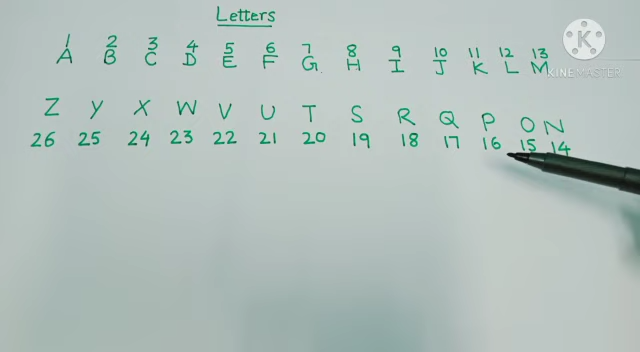 Letters
1 2 3 4 5 6 7 8 9 10 11 12 13
A B C D E F G. H I J K L M
KINEMASTER
Z Y X W V U T S R Q P O N
26 25 24 23 22 21 20 19 18 17 16 15 14